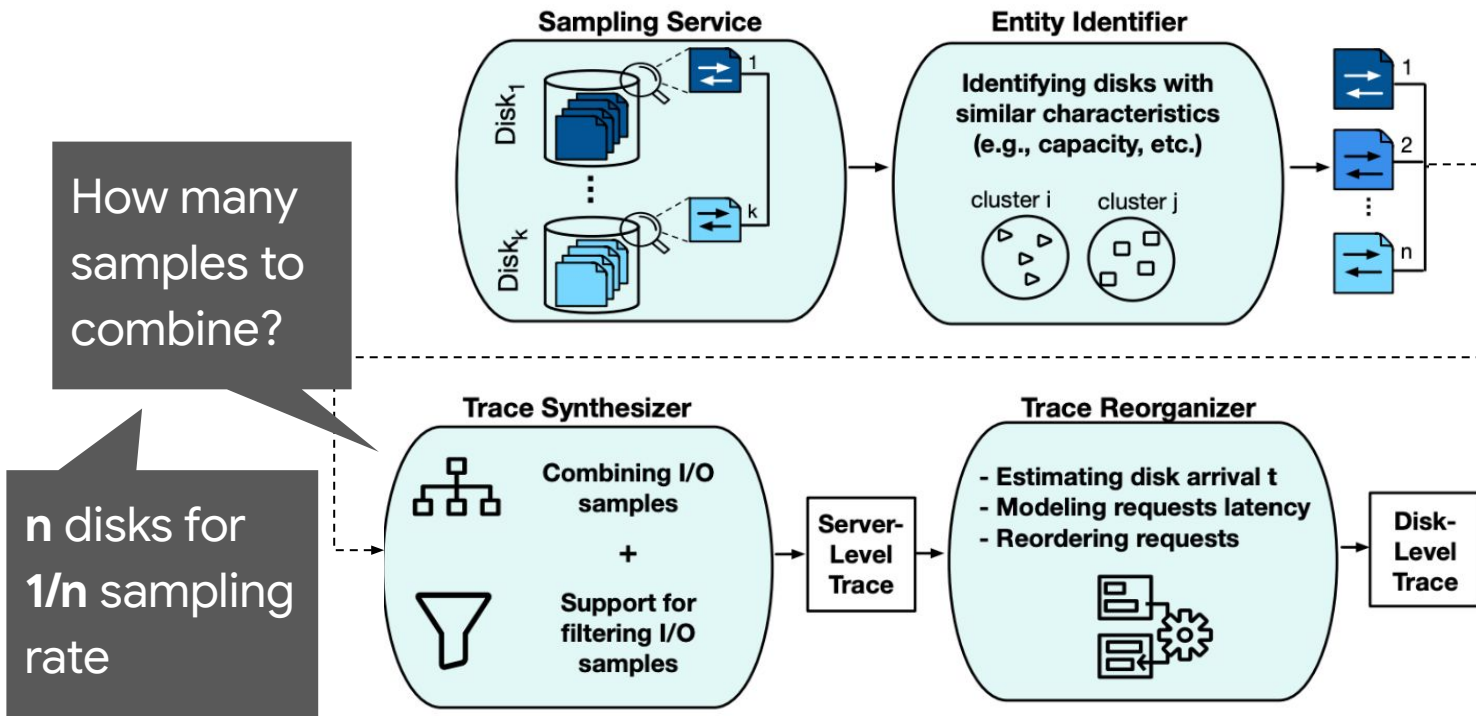 Sampling Service
Disk1
1
Diskk
k
Entity Identifier
Identifying disks with
similar characteristics
(e.g., capacity, etc.)
cluster i
cluster j
1
2
n
How many
samples to
combine?
n disks for
1/n sampling
rate
Trace Synthesizer
Combining I/O
samples
+
Support for
filtering I/O
samples
Server-
Level
Trace
Trace Reorganizer
- Estimating disk arrival t
- Modeling requests latency
- Reordering requests
Disk-
Level
Trace